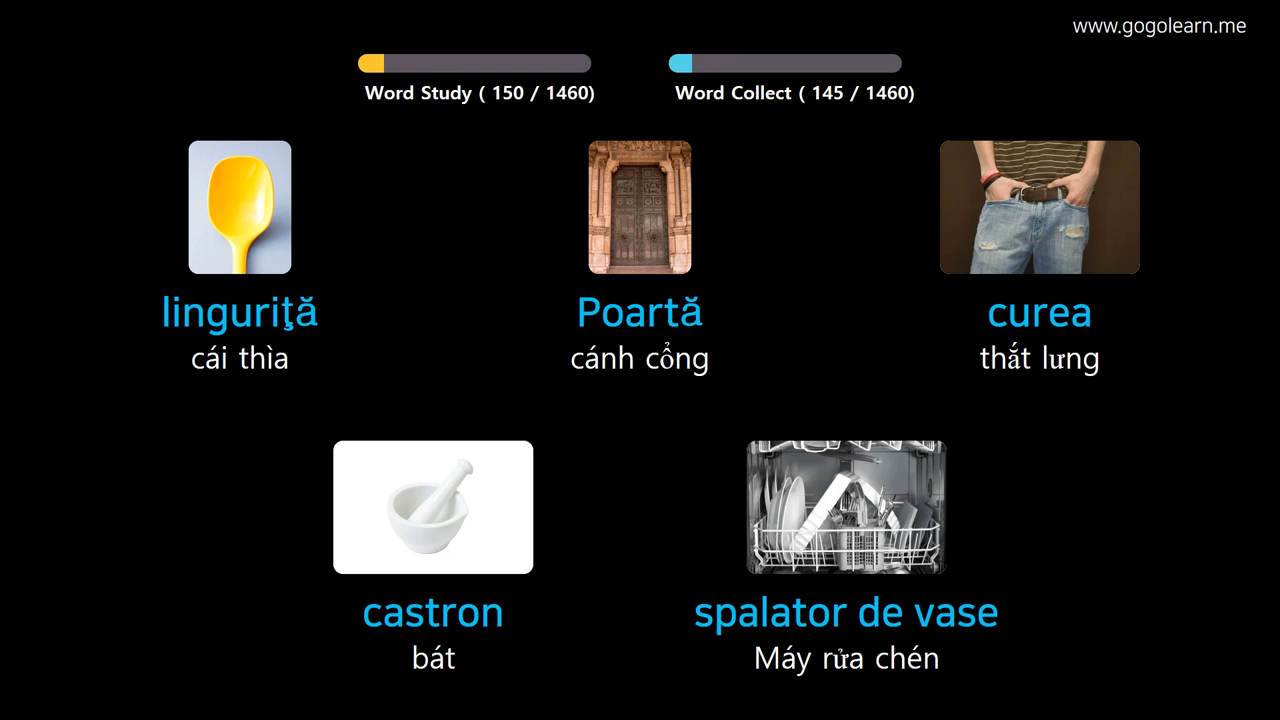 www.gogolearn.me
Word Study ( 150 / 1460)
Word Collect ( 145 / 1460)
linguriţă
cái thìa
Poartă
cánh cổng
curea
thắt lưng
castron
bát
spalator de vase
Máy rửa chén